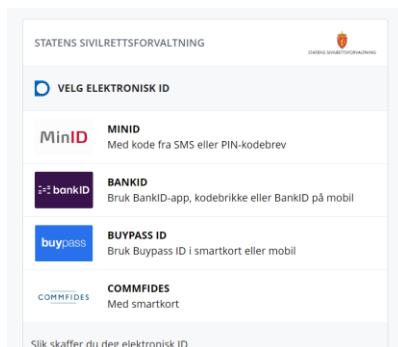 STATENS SIVILRETTSFORVALTNING
STATENS SIVILRETTSFORVALTNING
VELG ELEKTRONISK ID
MinID
MINID
Med kode fra SMS eller PIN-kodebrev
bankID
BANKID
Bruk BankID-app, kodebrikke eller BankID på mobil
buypass
BUYPASS ID
Bruk Buypass ID i smartkort eller mobil
COMMFIDES
COMMFIDES
Med smartkort
Slik skaffer du deg elektronisk ID